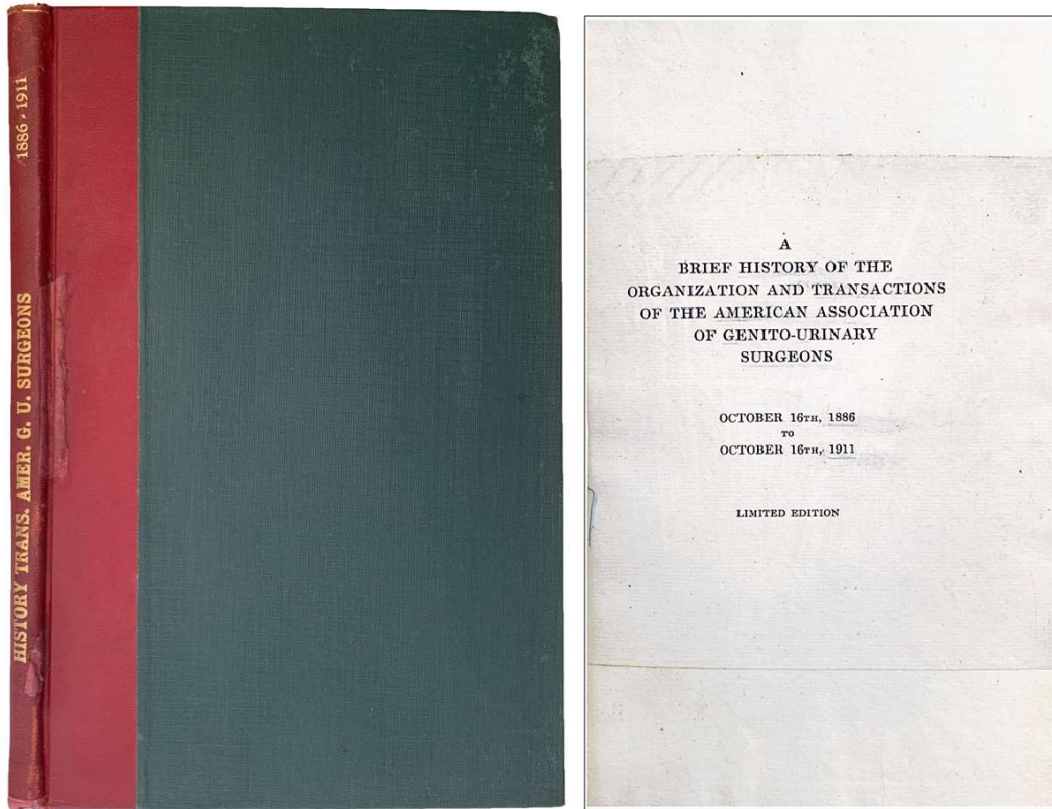 HISTORY TRANS. AMER. G. U. SURGEONS 1886-1911
A
BRIEF HISTORY OF THE
ORGANIZATION AND TRANSACTIONS
OF THE AMERICAN ASSOCIATION
OF GENITO-URINARY
SURGEONS
OCTOBER 16TH, 1886
TO
OCTOBER 16TH, 1911
LIMITED EDITION